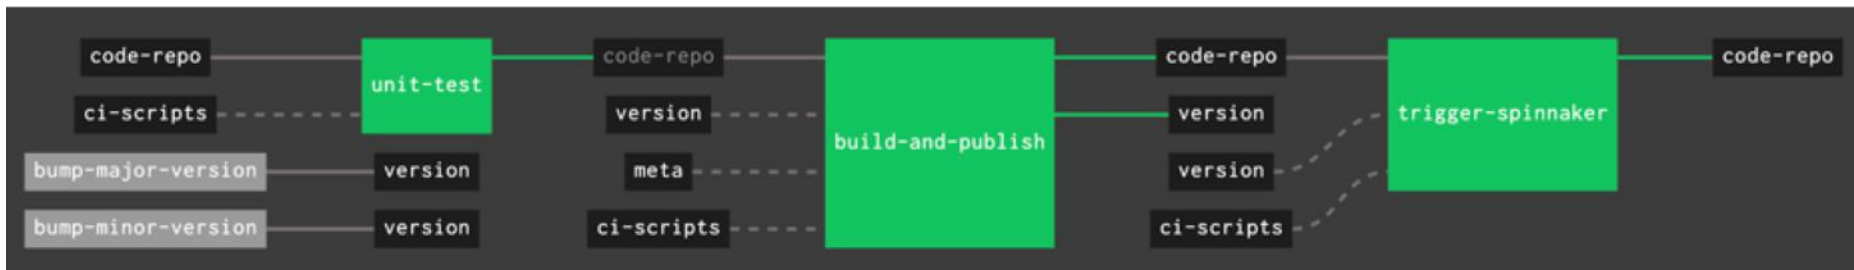 code-repo
ci-scripts
bump-major-version
bump-minor-version
unit-test
version
version
code-repo
version
meta
ci-scripts
build-and-publish
code-repo
version
version
ci-scripts
trigger-spinnaker
code-repo